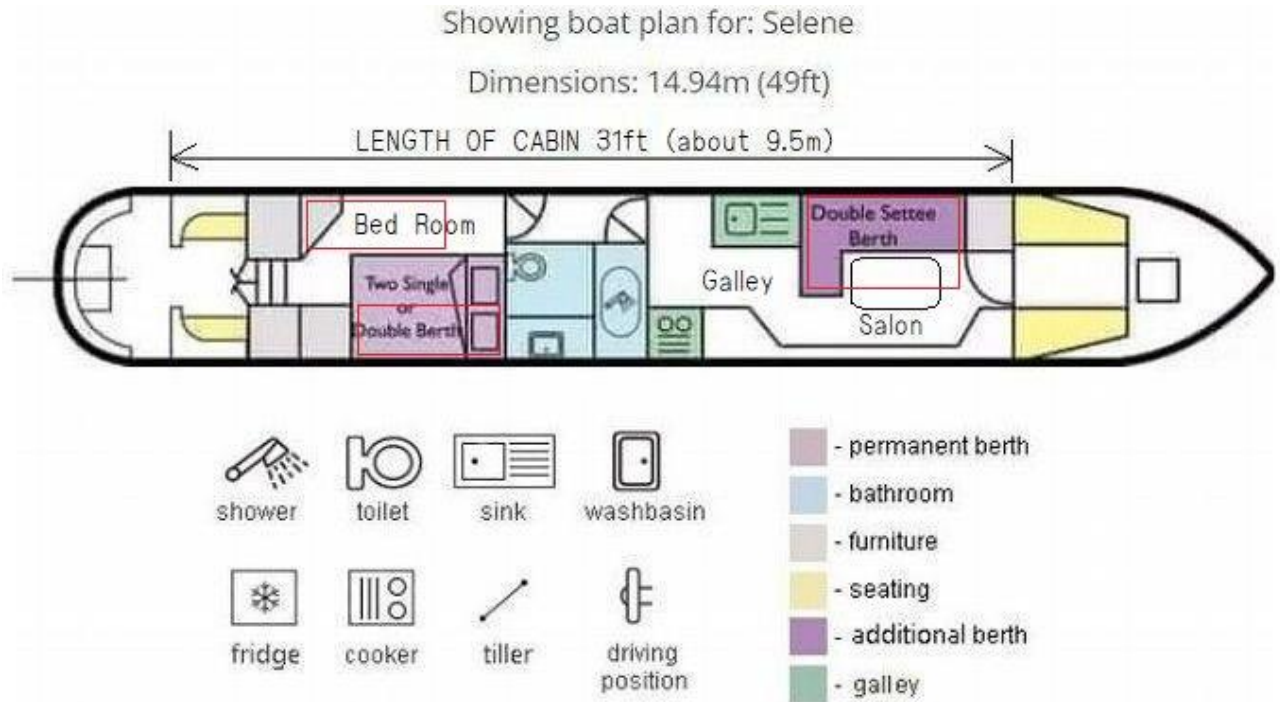 Showing boat plan for: Selene
Dimensions: 14.94m (49ft)
LENGTH OF CABIN 31ft (about 9.5m)
Bed Room
Two Single
or
Double Berth
Galley
Double Settee
Berth
Salon
shower
toilet
sink
washbasin
fridge
cooker
tiller
driving
position
- permanent berth
- bathroom
- furniture
- seating
- additional berth
- galley